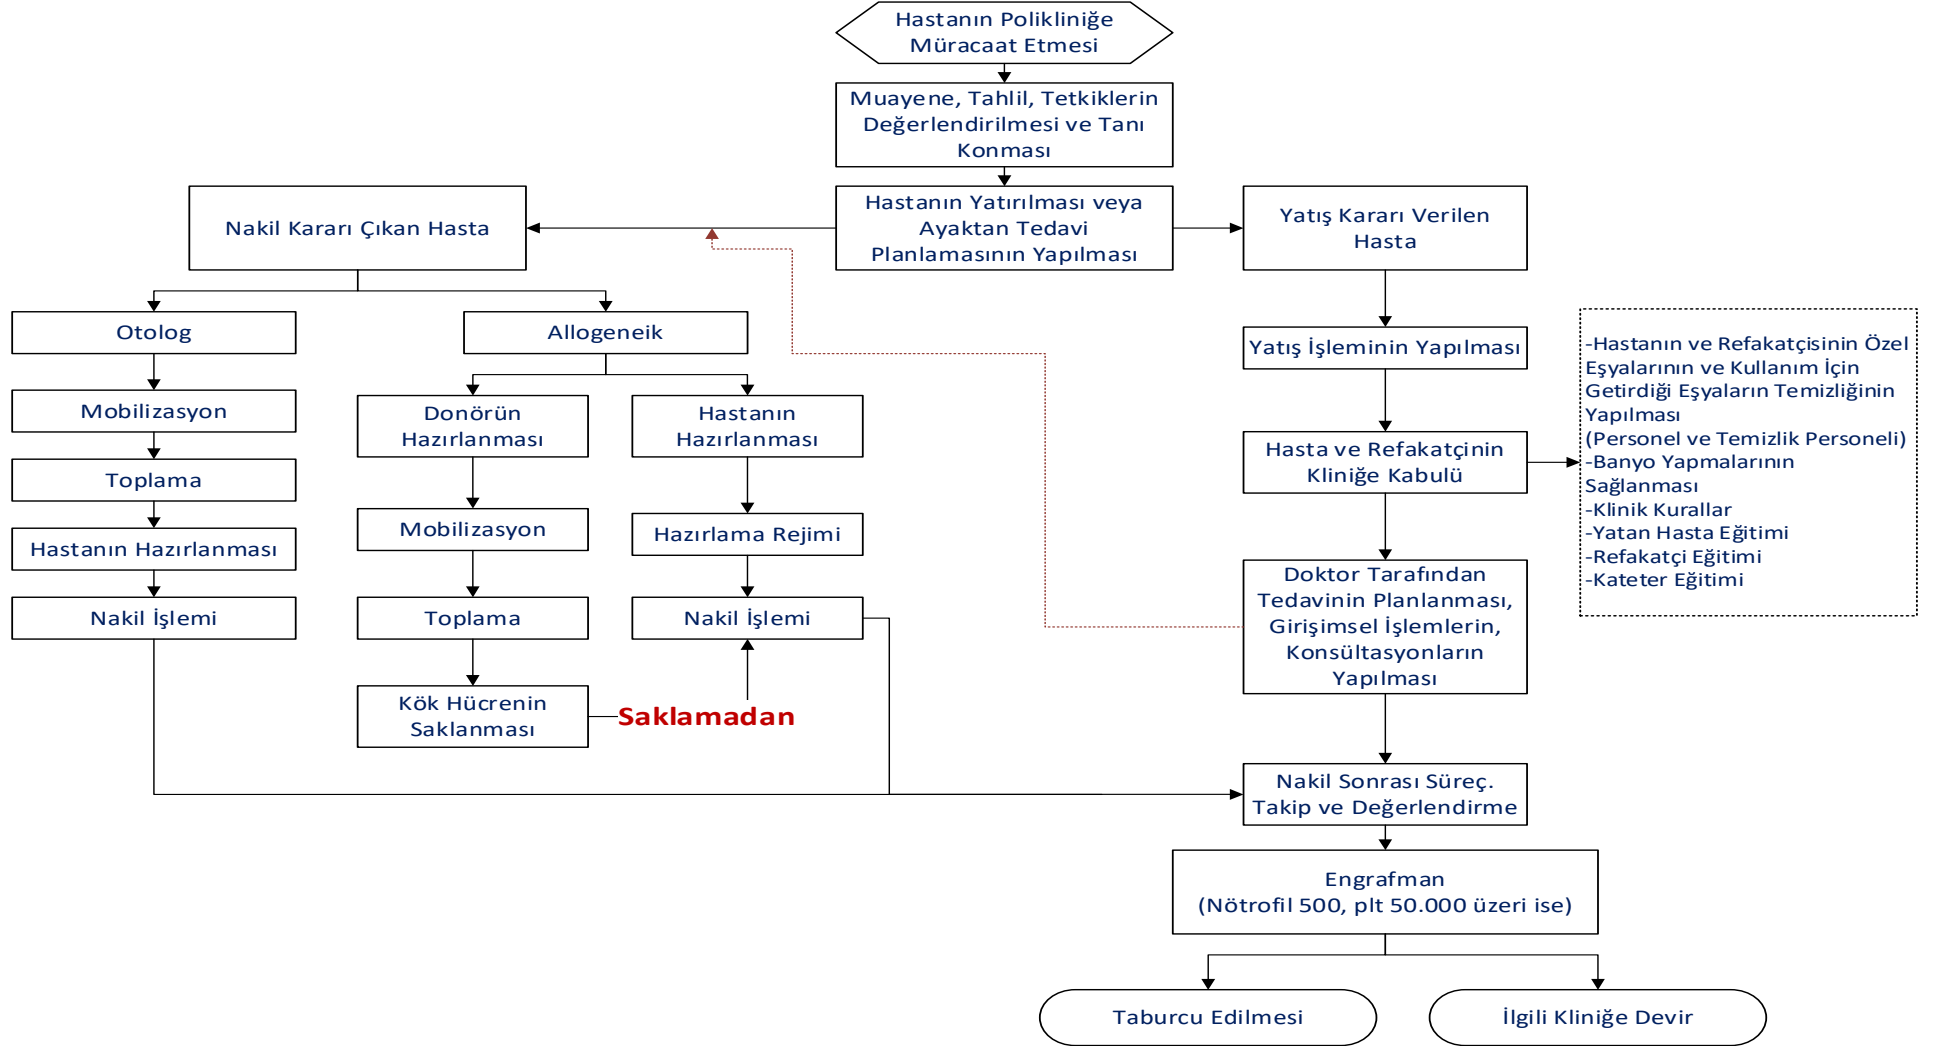 Hastanın Polikliniğe
Müracaat Etmesi
Muayene, Tahlil, Tetkiklerin
Değerlendirilmesi ve Tanı
Konması
Hastanın Yatırılması veya
Ayaktan Tedavi
Planlamasının Yapılması
Nakil Kararı Çıkan Hasta
Yatış Kararı Verilen
Hasta
Otolog
Mobilizasyon
Toplama
Hastanın Hazırlanması
Nakil İşlemi
Allogeneik
Donörün
Hazırlanması
Mobilizasyon
Toplama
Kök Hücrenin
Saklanması
Saklamadan
Hastanın
Hazırlanması
Hazırlama Rejimi
Nakil İşlemi
Yatış İşleminin Yapılması
Hasta ve Refakatçinin
Kliniğe Kabulü
-Hastanın ve Refakatçisinin Özel
Eşyalarının ve Kullanım İçin
Getirdiği Eşyaların Temizliğinin
Yapılması
(Personel ve Temizlik Personeli)
-Banyo Yapmalarının
Sağlanması
-Klinik Kurallar
-Yatan Hasta Eğitimi
-Refakatçi Eğitimi
-Kateter Eğitimi
Doktor Tarafından
Tedavinin Planlanması,
Girişimsel İşlemlerin,
Konsültasyonların
Yapılması
Nakil Sonrası Süreç.
Takip ve Değerlendirme
Engrafman
(Nötrofil 500, plt 50.000 üzeri ise)
Taburcu Edilmesi
İlgili Kliniğe Devir